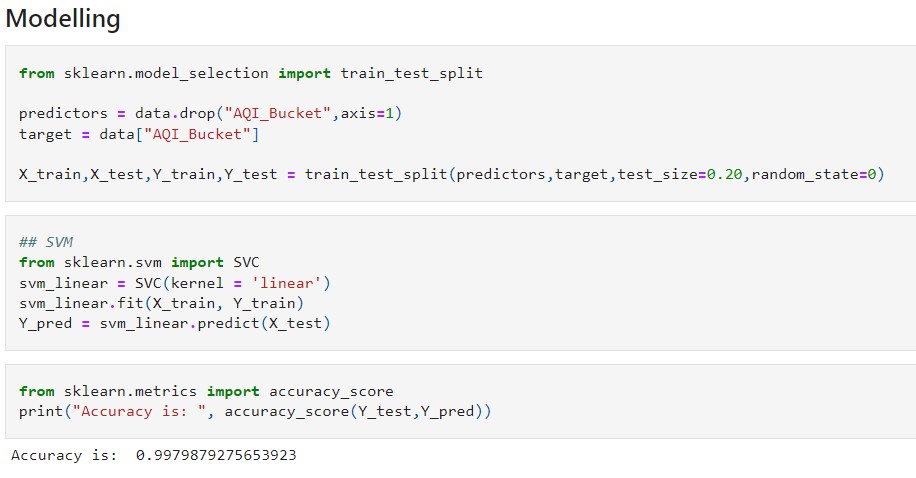 Modelling
from sklearn.model_selection import train_test_split
predictors = data.drop("AQI_Bucket",axis=1)
target = data["AQI_Bucket"]
X_train,X_test,Y_train,Y_test = train_test_split(predictors,target,test_size=0.20,random_state=0)
## SVM
from sklearn.svm import SVC
svm_linear = SVC(kernel = 'linear')
svm_linear.fit(X_train, Y_train)
Y_pred = svm_linear.predict(X_test)
from sklearn.metrics import accuracy_score
print("Accuracy is: ", accuracy_score(Y_test,Y_pred))
Accuracy is:  0.9979879275653923